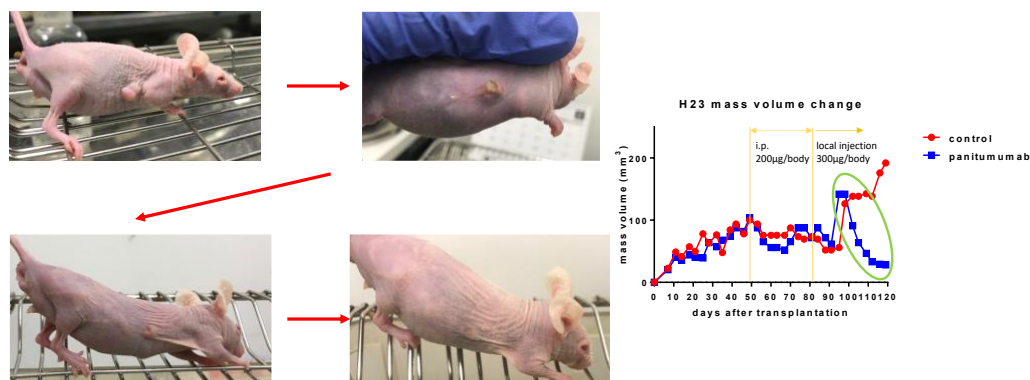 H23 mass volume change
i.p.
200µg/body
local injection
300µg/body
control
panitumumab
mass volume (mm3)
200
100
0
0 10 20 30 40 50 60 70 80 90 100 110 120
days after transplantation